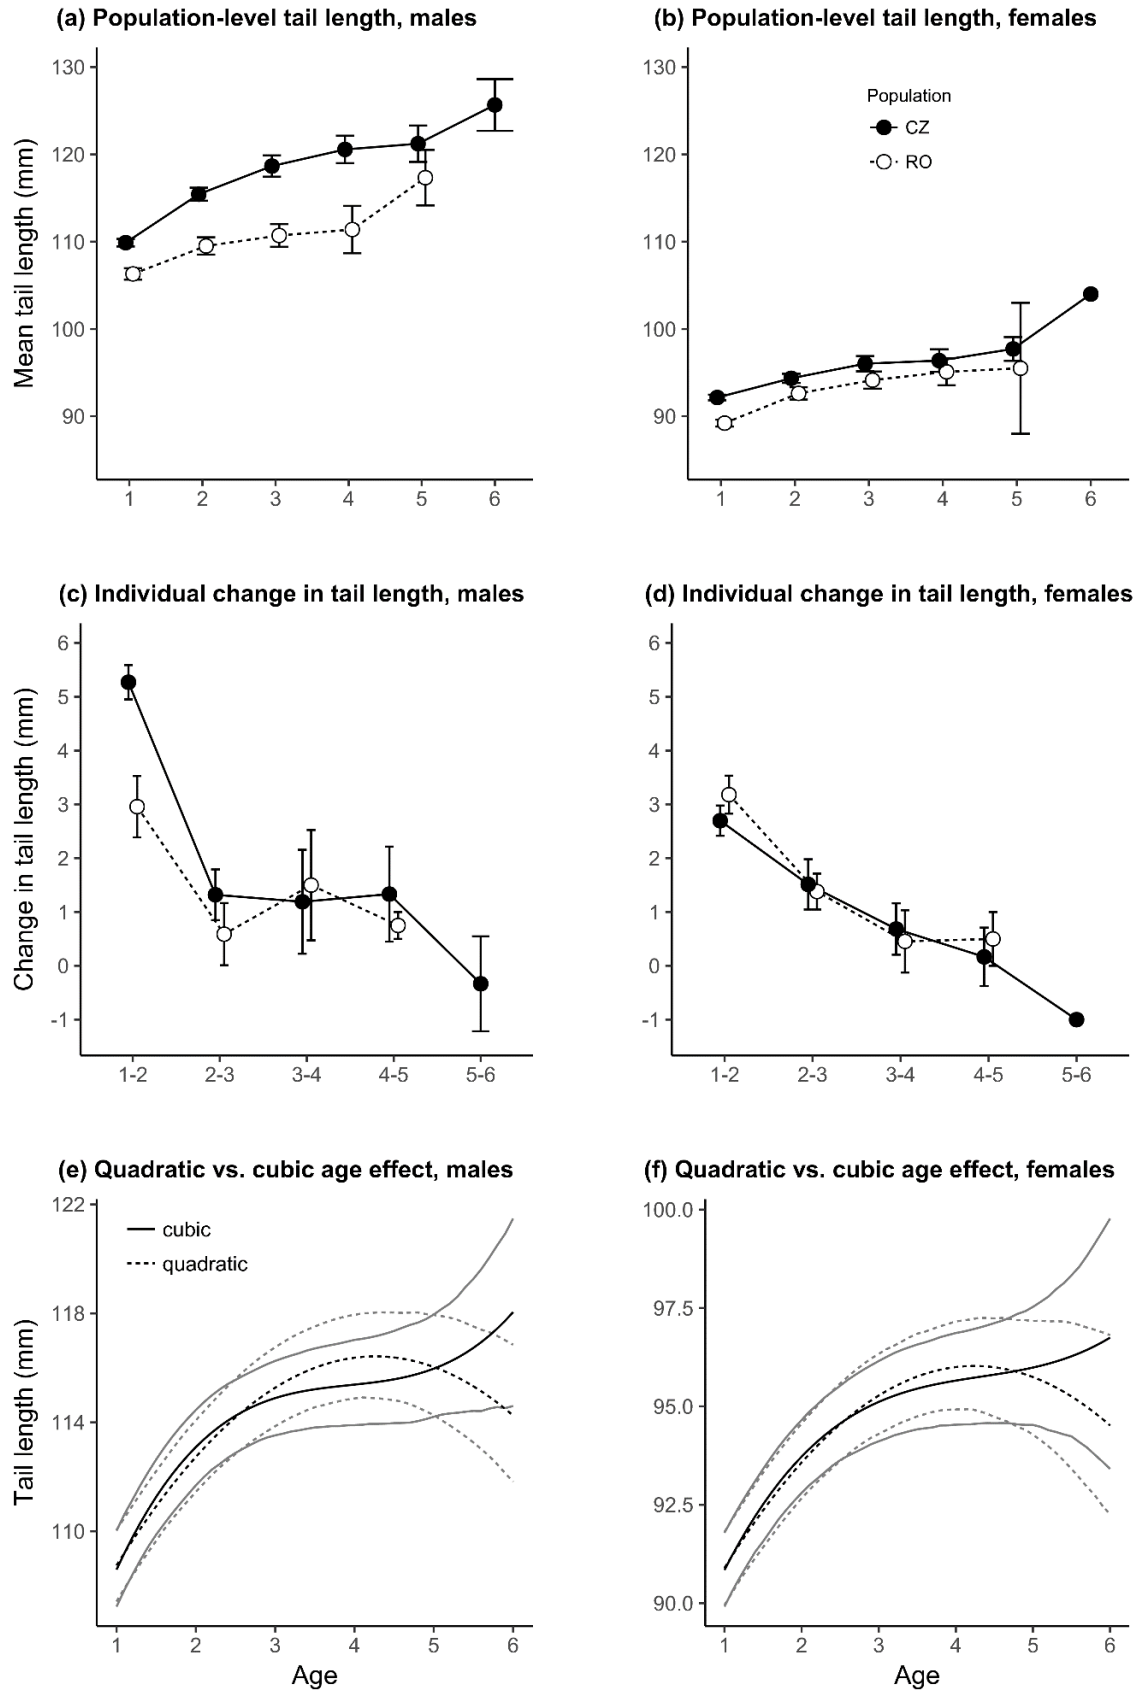 (a) Population-level tail length, males
(b) Population-level tail length, females
Mean tail length (mm)
130
120
110
100
90
1 2 3 4 5 6
130
120
110
100
90
Population
CZ
RO
1 2 3 4 5 6
(c) Individual change in tail length, males
(d) Individual change in tail length, females
Change in tail length (mm)
6
5
4
3
2
1
0
-1
1-2 2-3 3-4 4-5 5-6
6
5
4
3
2
1
0
-1
1-2 2-3 3-4 4-5 5-6
(e) Quadratic vs. cubic age effect, males
(f) Quadratic vs. cubic age effect, females
Tail length (mm)
122
118
114
110
cubic
quadratic
1 2 3 4 5 6
Age
100.0
97.5
95.0
92.5
90.0
1 2 3 4 5 6
Age